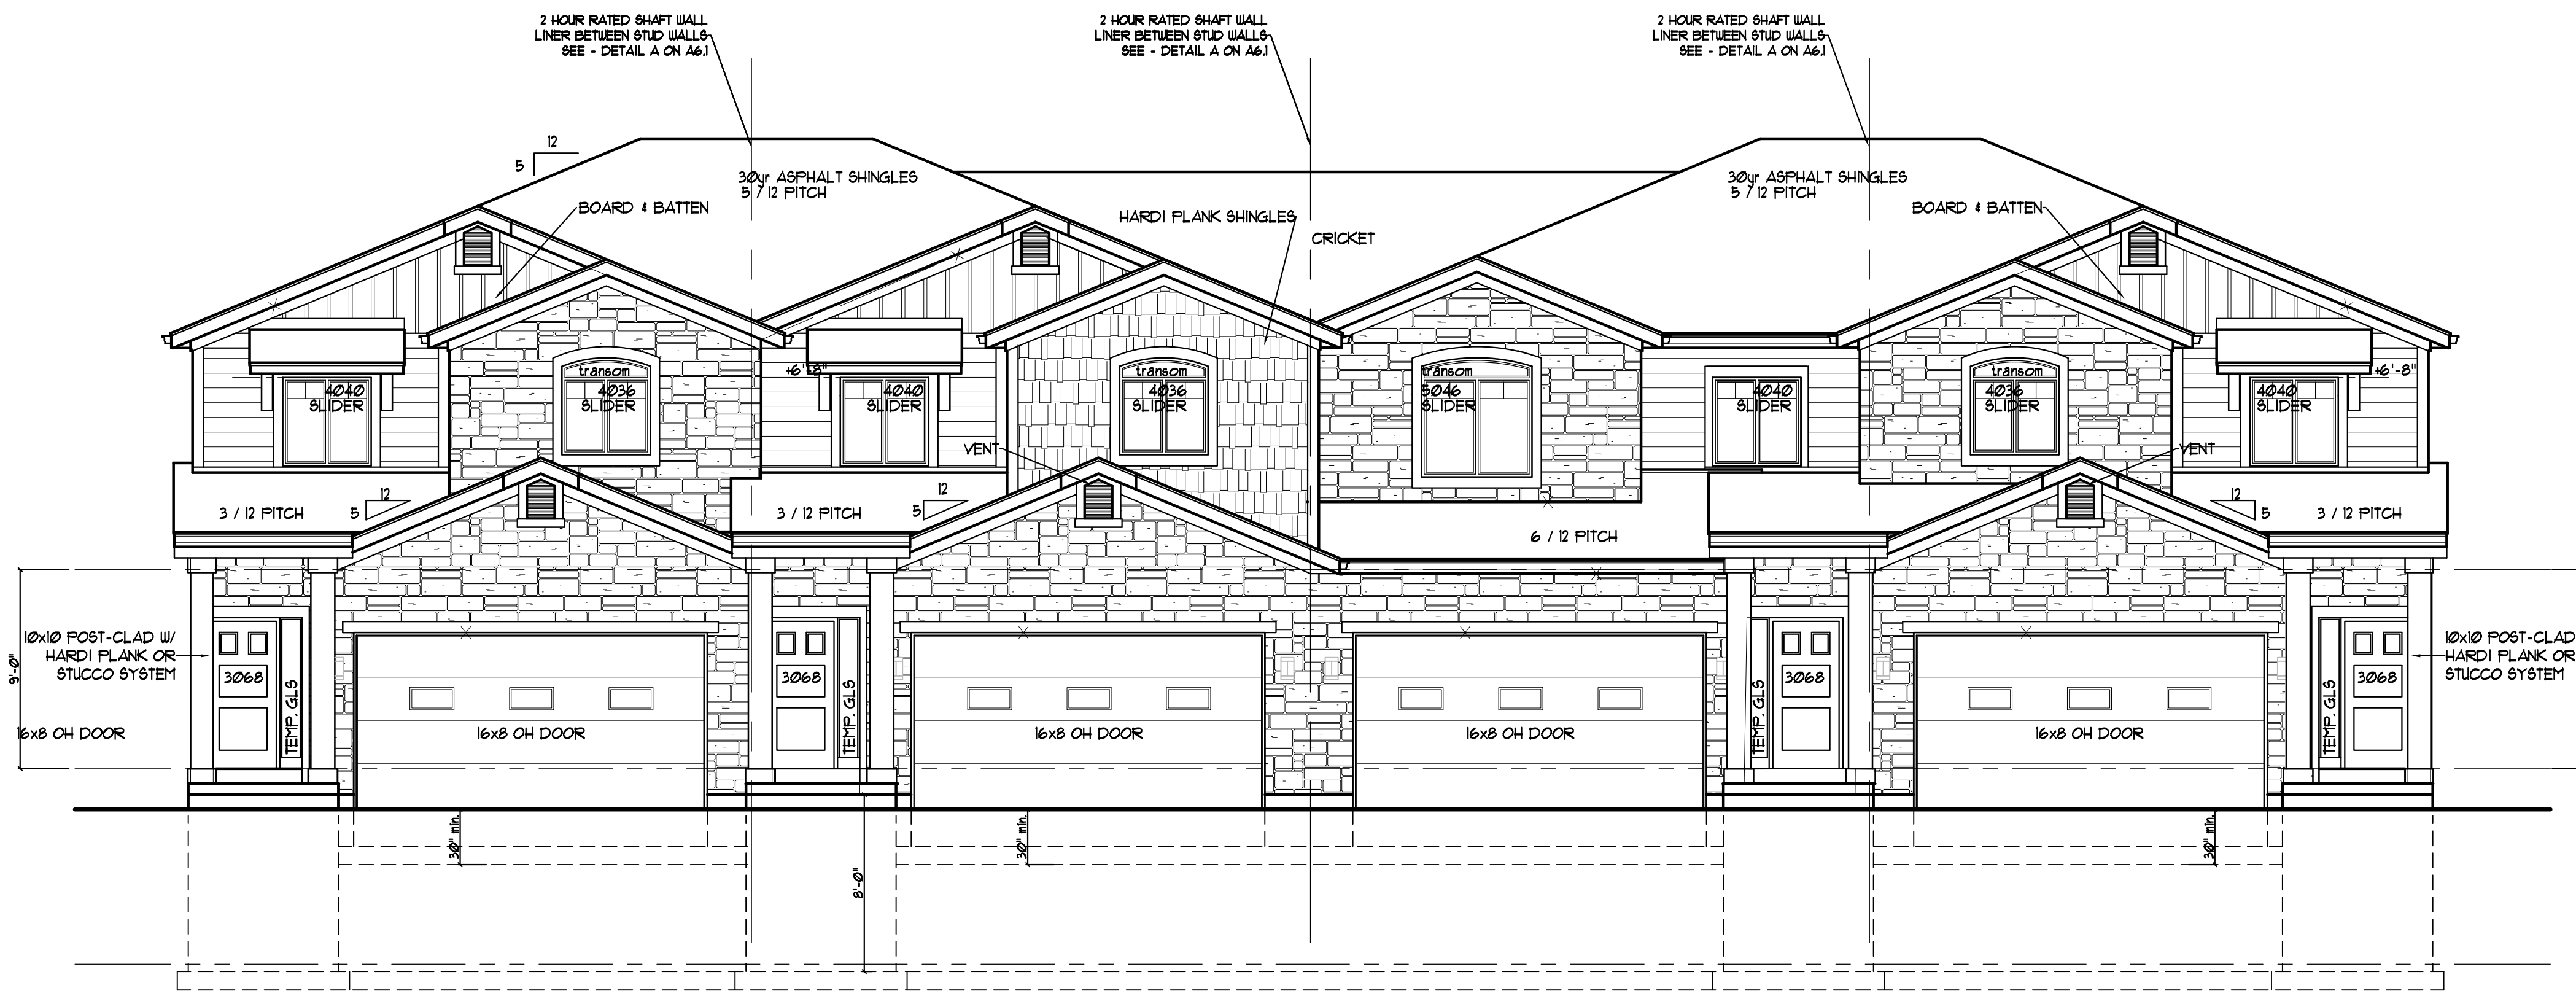 2 HOUR RATED SHAFT WALL
LINER BETWEEN STUD WALLS
SEE - DETAIL A ON A6.1
2 HOUR RATED SHAFT WALL
LINER BETWEEN STUD WALLS
SEE - DETAIL A ON A6.1
2 HOUR RATED SHAFT WALL
LINER BETWEEN STUD WALLS
SEE - DETAIL A ON A6.1
12
5
30yr ASPHALT SHINGLES
5 / 12 PITCH
30yr ASPHALT SHINGLES
5 / 12 PITCH
BOARD & BATTEN
HARDI PLANK SHINGLES
CRICKET
BOARD & BATTEN
4040
SLIDER
transom
4036
SLIDER
+6'-8"
4040
SLIDER
transom
4036
SLIDER
transom
5046
SLIDER
4040
SLIDER
transom
4036
SLIDER
4040
SLIDER
+6'-8"
VENT
VENT
3 / 12 PITCH
12
5
3 / 12 PITCH
12
5
6 / 12 PITCH
12
5
3 / 12 PITCH
9'-0"
10x10 POST-CLAD W/
HARDI PLANK OR
STUCCO SYSTEM
10x10 POST-CLAD
HARDI PLANK OR
STUCCO SYSTEM
3068
TEMP. GLS
3068
TEMP. GLS
TEMP. GLS
3068
TEMP. GLS
3068
16x8 OH DOOR
16x8 OH DOOR
16x8 OH DOOR
16x8 OH DOOR
16x8 OH DOOR
30" min.
30" min.
30" min.
8'-0"